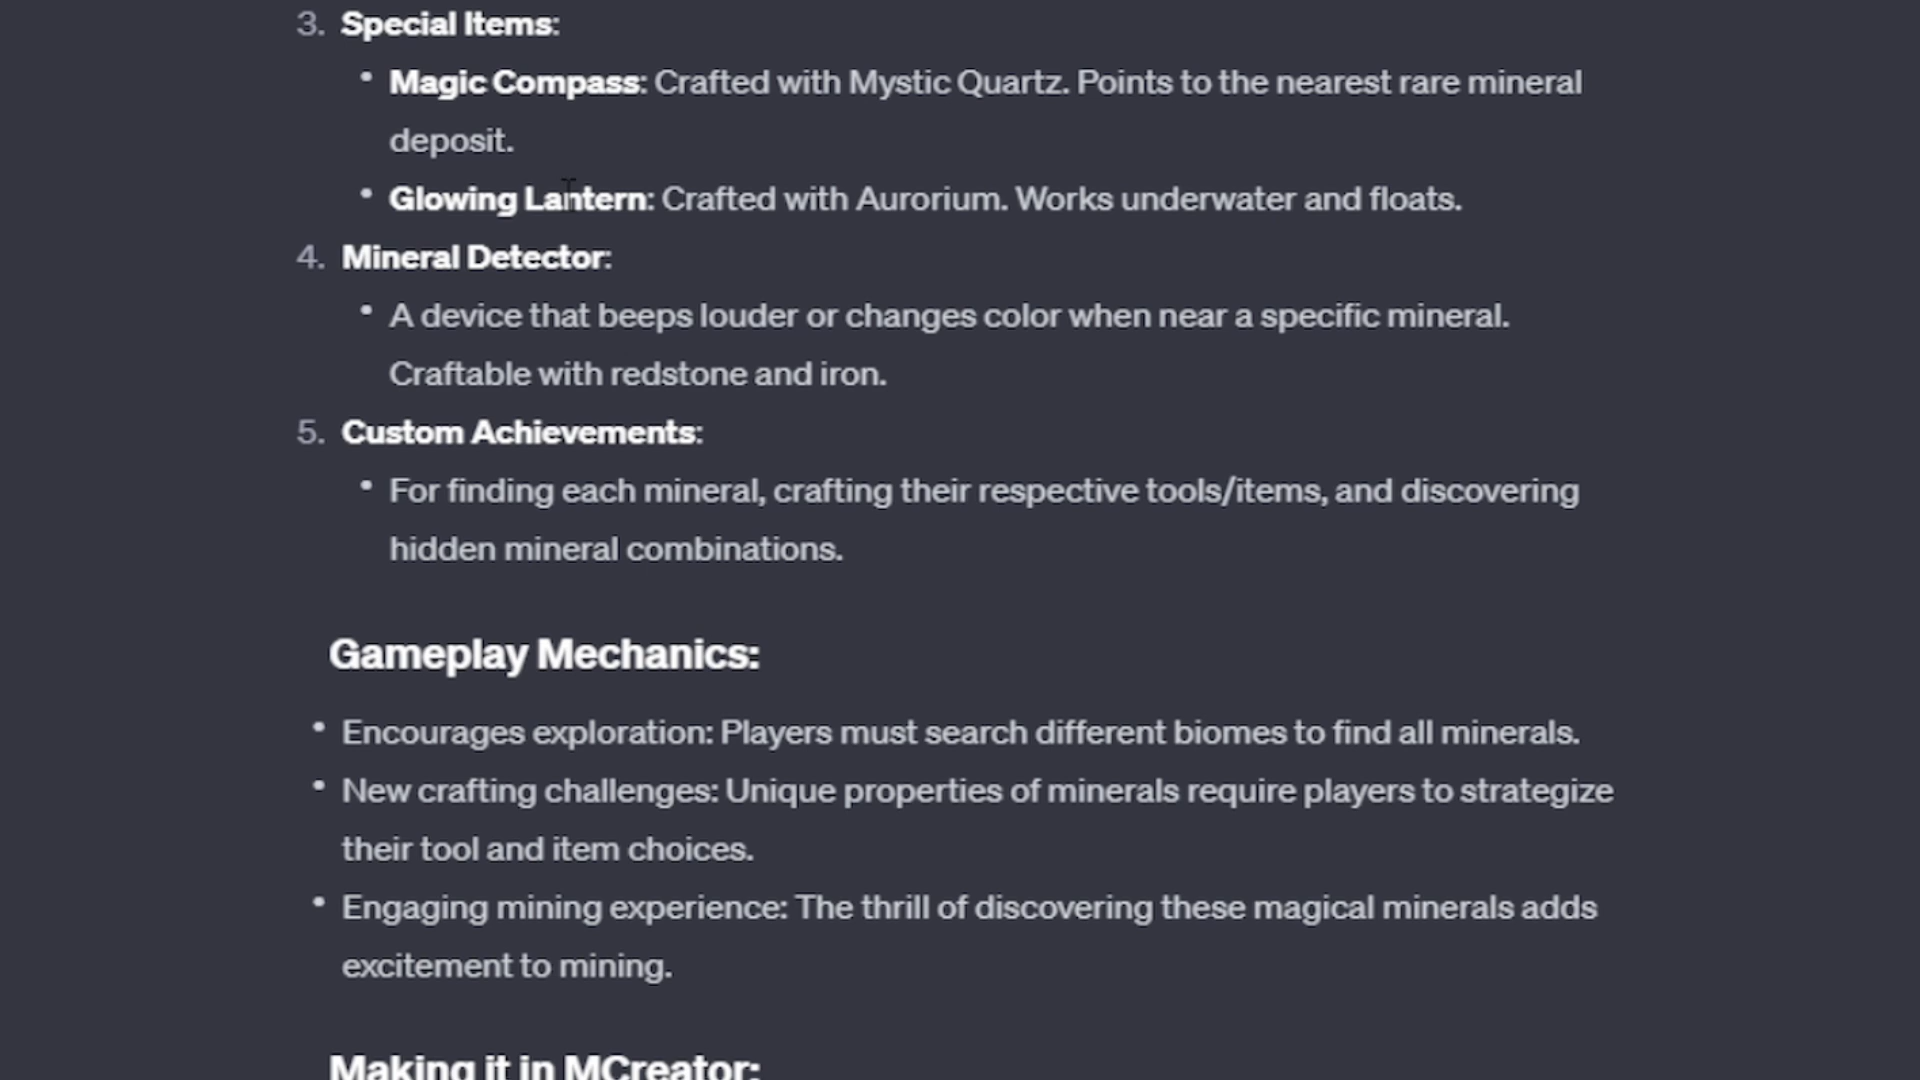 3. Special Items:
• Magic Compass: Crafted with Mystic Quartz. Points to the nearest rare mineral
deposit.
• Glowing Lantern: Crafted with Aurorium. Works underwater and floats.
4. Mineral Detector:
• A device that beeps louder or changes color when near a specific mineral.
Craftable with redstone and iron.
5. Custom Achievements:
• For finding each mineral, crafting their respective tools/items, and discovering
hidden mineral combinations.
Gameplay Mechanics:
• Encourages exploration: Players must search different biomes to find all minerals.
• New crafting challenges: Unique properties of minerals require players to strategize
their tool and item choices.
• Engaging mining experience: The thrill of discovering these magical minerals adds
excitement to mining.
Making it in MCreator: